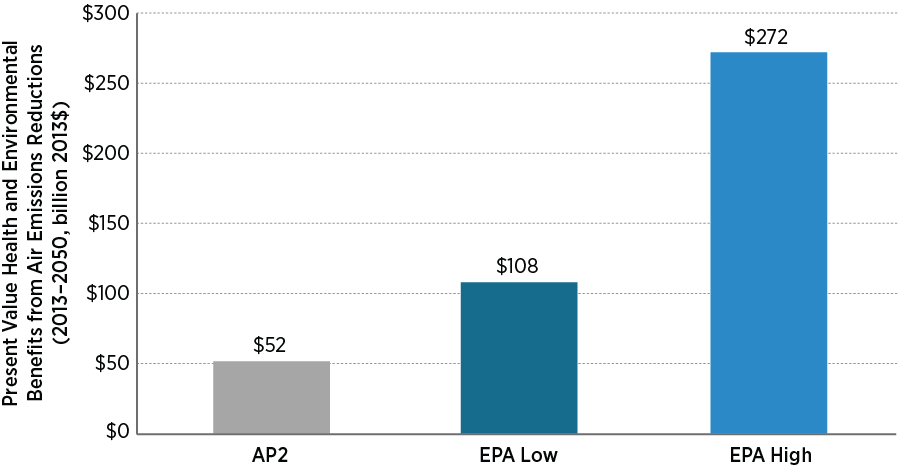 Present Value Health and Environmental
Benefits from Air Emissions Reductions
(2013–2050, billion 2013$)
$300
$250
$200
$150
$100
$50
$0
$52
$108
$272
AP2
EPA Low
EPA High